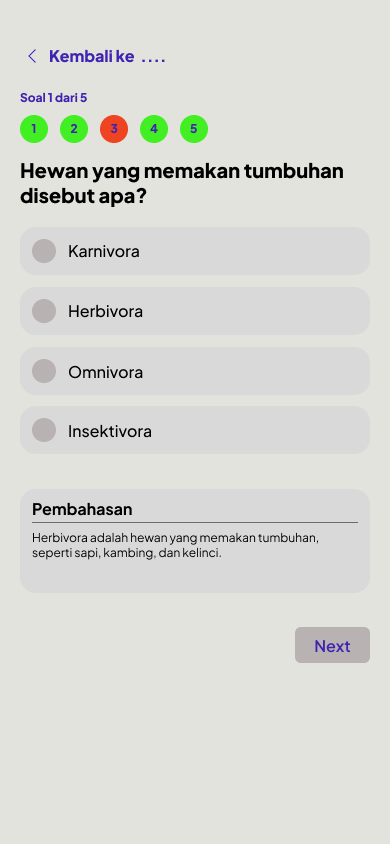 Kembali ke ....
Soal 1 dari 5
1 2 3 4 5
Hewan yang memakan tumbuhan
disebut apa?
Karnivora
Herbivora
Omnivora
Insektivora
Pembahasan
Herbivora adalah hewan yang memakan tumbuhan,
seperti sapi, kambing, dan kelinci.
Next